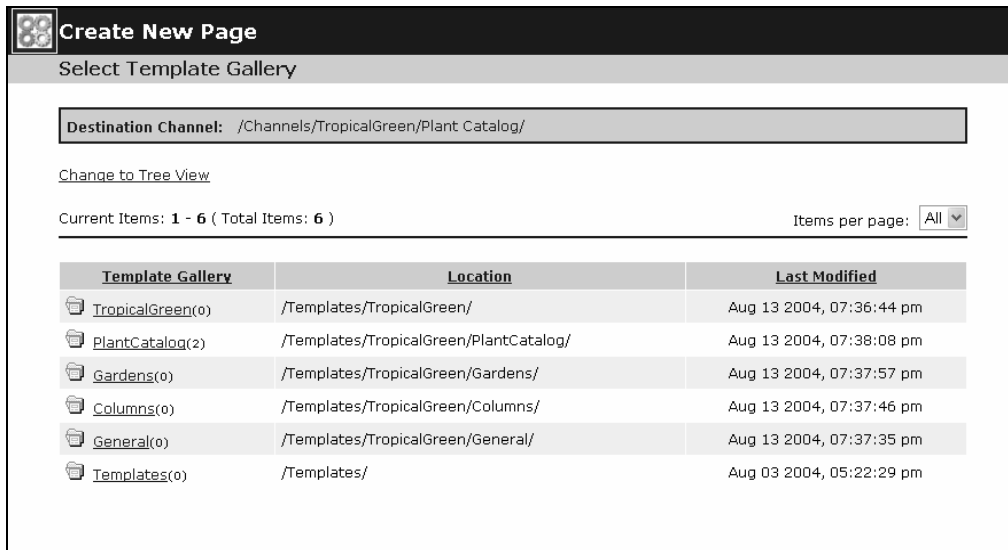 Create New Page
Select Template Gallery
Destination Channel: /Channels/TropicalGreen/Plant Catalog/
Change to Tree View
Current Items: 1 - 6 ( Total Items: 6 ) Items per page: All
Template Gallery Location Last Modified
TropicalGreen(0) /Templates/TropicalGreen/ Aug 13 2004, 07:36:44 pm
PlantCatalog(2) /Templates/TropicalGreen/PlantCatalog/ Aug 13 2004, 07:38:08 pm
Gardens(0) /Templates/TropicalGreen/Gardens/ Aug 13 2004, 07:37:57 pm
Columns(0) /Templates/TropicalGreen/Columns/ Aug 13 2004, 07:37:46 pm
General(0) /Templates/TropicalGreen/General/ Aug 13 2004, 07:37:35 pm
Templates(0) /Templates/ Aug 03 2004, 05:22:29 pm